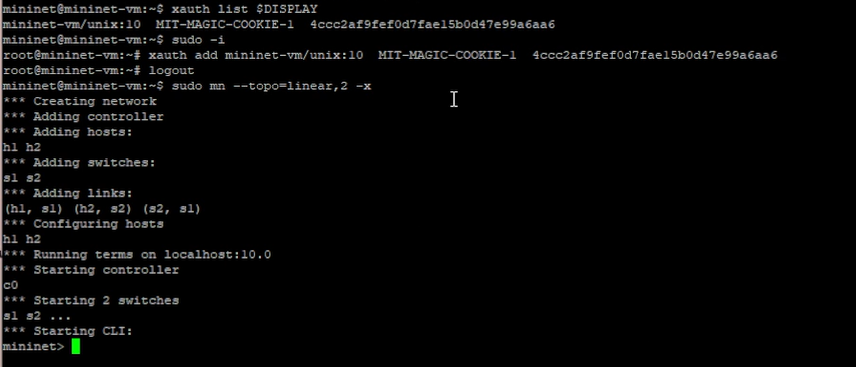 mininet@mininet-vm:~$ xauth list $DISPLAY
mininet-vm/unix:10  MIT-MAGIC-COOKIE-1  4ccc2af9fef0d7fae15b0d47e99a6aa6
mininet@mininet-vm:~$ sudo -i
root@mininet-vm:~# xauth add mininet-vm/unix:10  MIT-MAGIC-COOKIE-1  4ccc2af9fef0d7fae15b0d47e99a6aa6
root@mininet-vm:~# logout
mininet@mininet-vm:~$ sudo mn --topo=linear,2 -x
*** Creating network
*** Adding controller
*** Adding hosts:
h1 h2
*** Adding switches:
s1 s2
*** Adding links:
(h1, s1) (h2, s2) (s2, s1)
*** Configuring hosts
h1 h2
*** Running terms on localhost:10.0
*** Starting controller
c0
*** Starting 2 switches
s1 s2 ...
*** Starting CLI:
mininet>